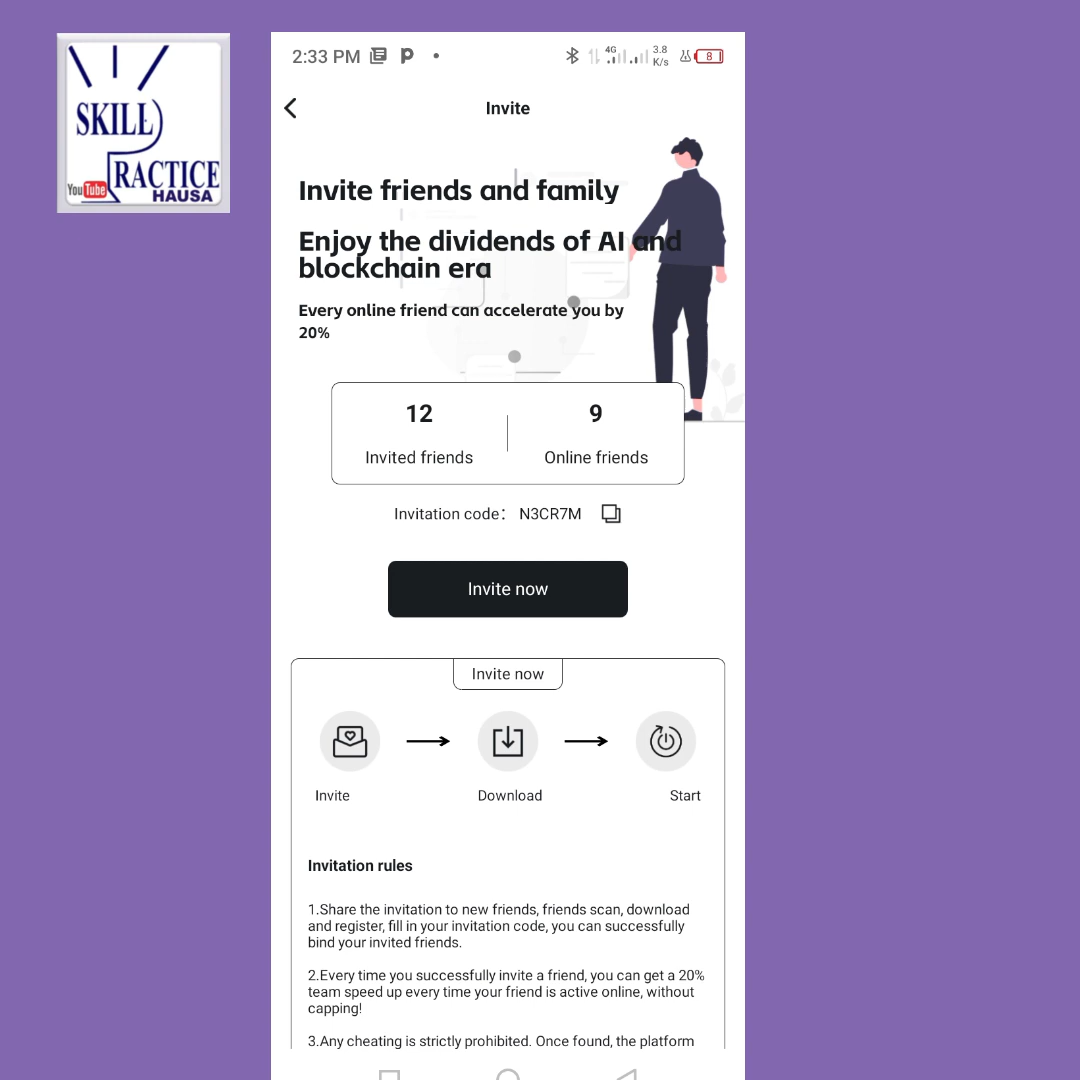 SKILL
PRACTICE
YouTube
HAUSA
2:33 PM
4G
3.8
K/s
8
Invite
Invite friends and family
Enjoy the dividends of AI and
blockchain era
Every online friend can accelerate you by
20%
12
9
Invited friends
Online friends
Invitation code： N3CR7M
Invite now
Invite now
Invite
Download
Start
Invitation rules
1.Share the invitation to new friends, friends scan, download
and register, fill in your invitation code, you can successfully
bind your invited friends.
2.Every time you successfully invite a friend, you can get a 20%
team speed up every time your friend is active online, without
capping!
3.Any cheating is strictly prohibited. Once found, the platform